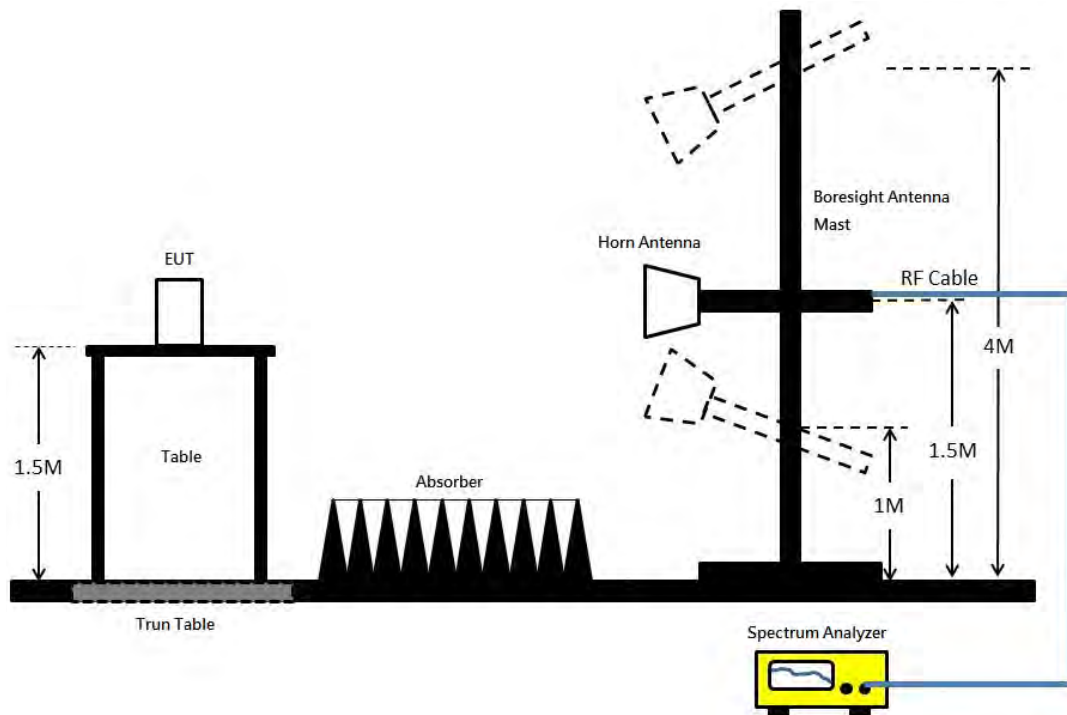 Boresight Antenna
Mast
Horn Antenna
EUT
RF Cable
4M
1.5M
Table
1.5M
Absorber
1M
Trun Table
Spectrum Analyzer